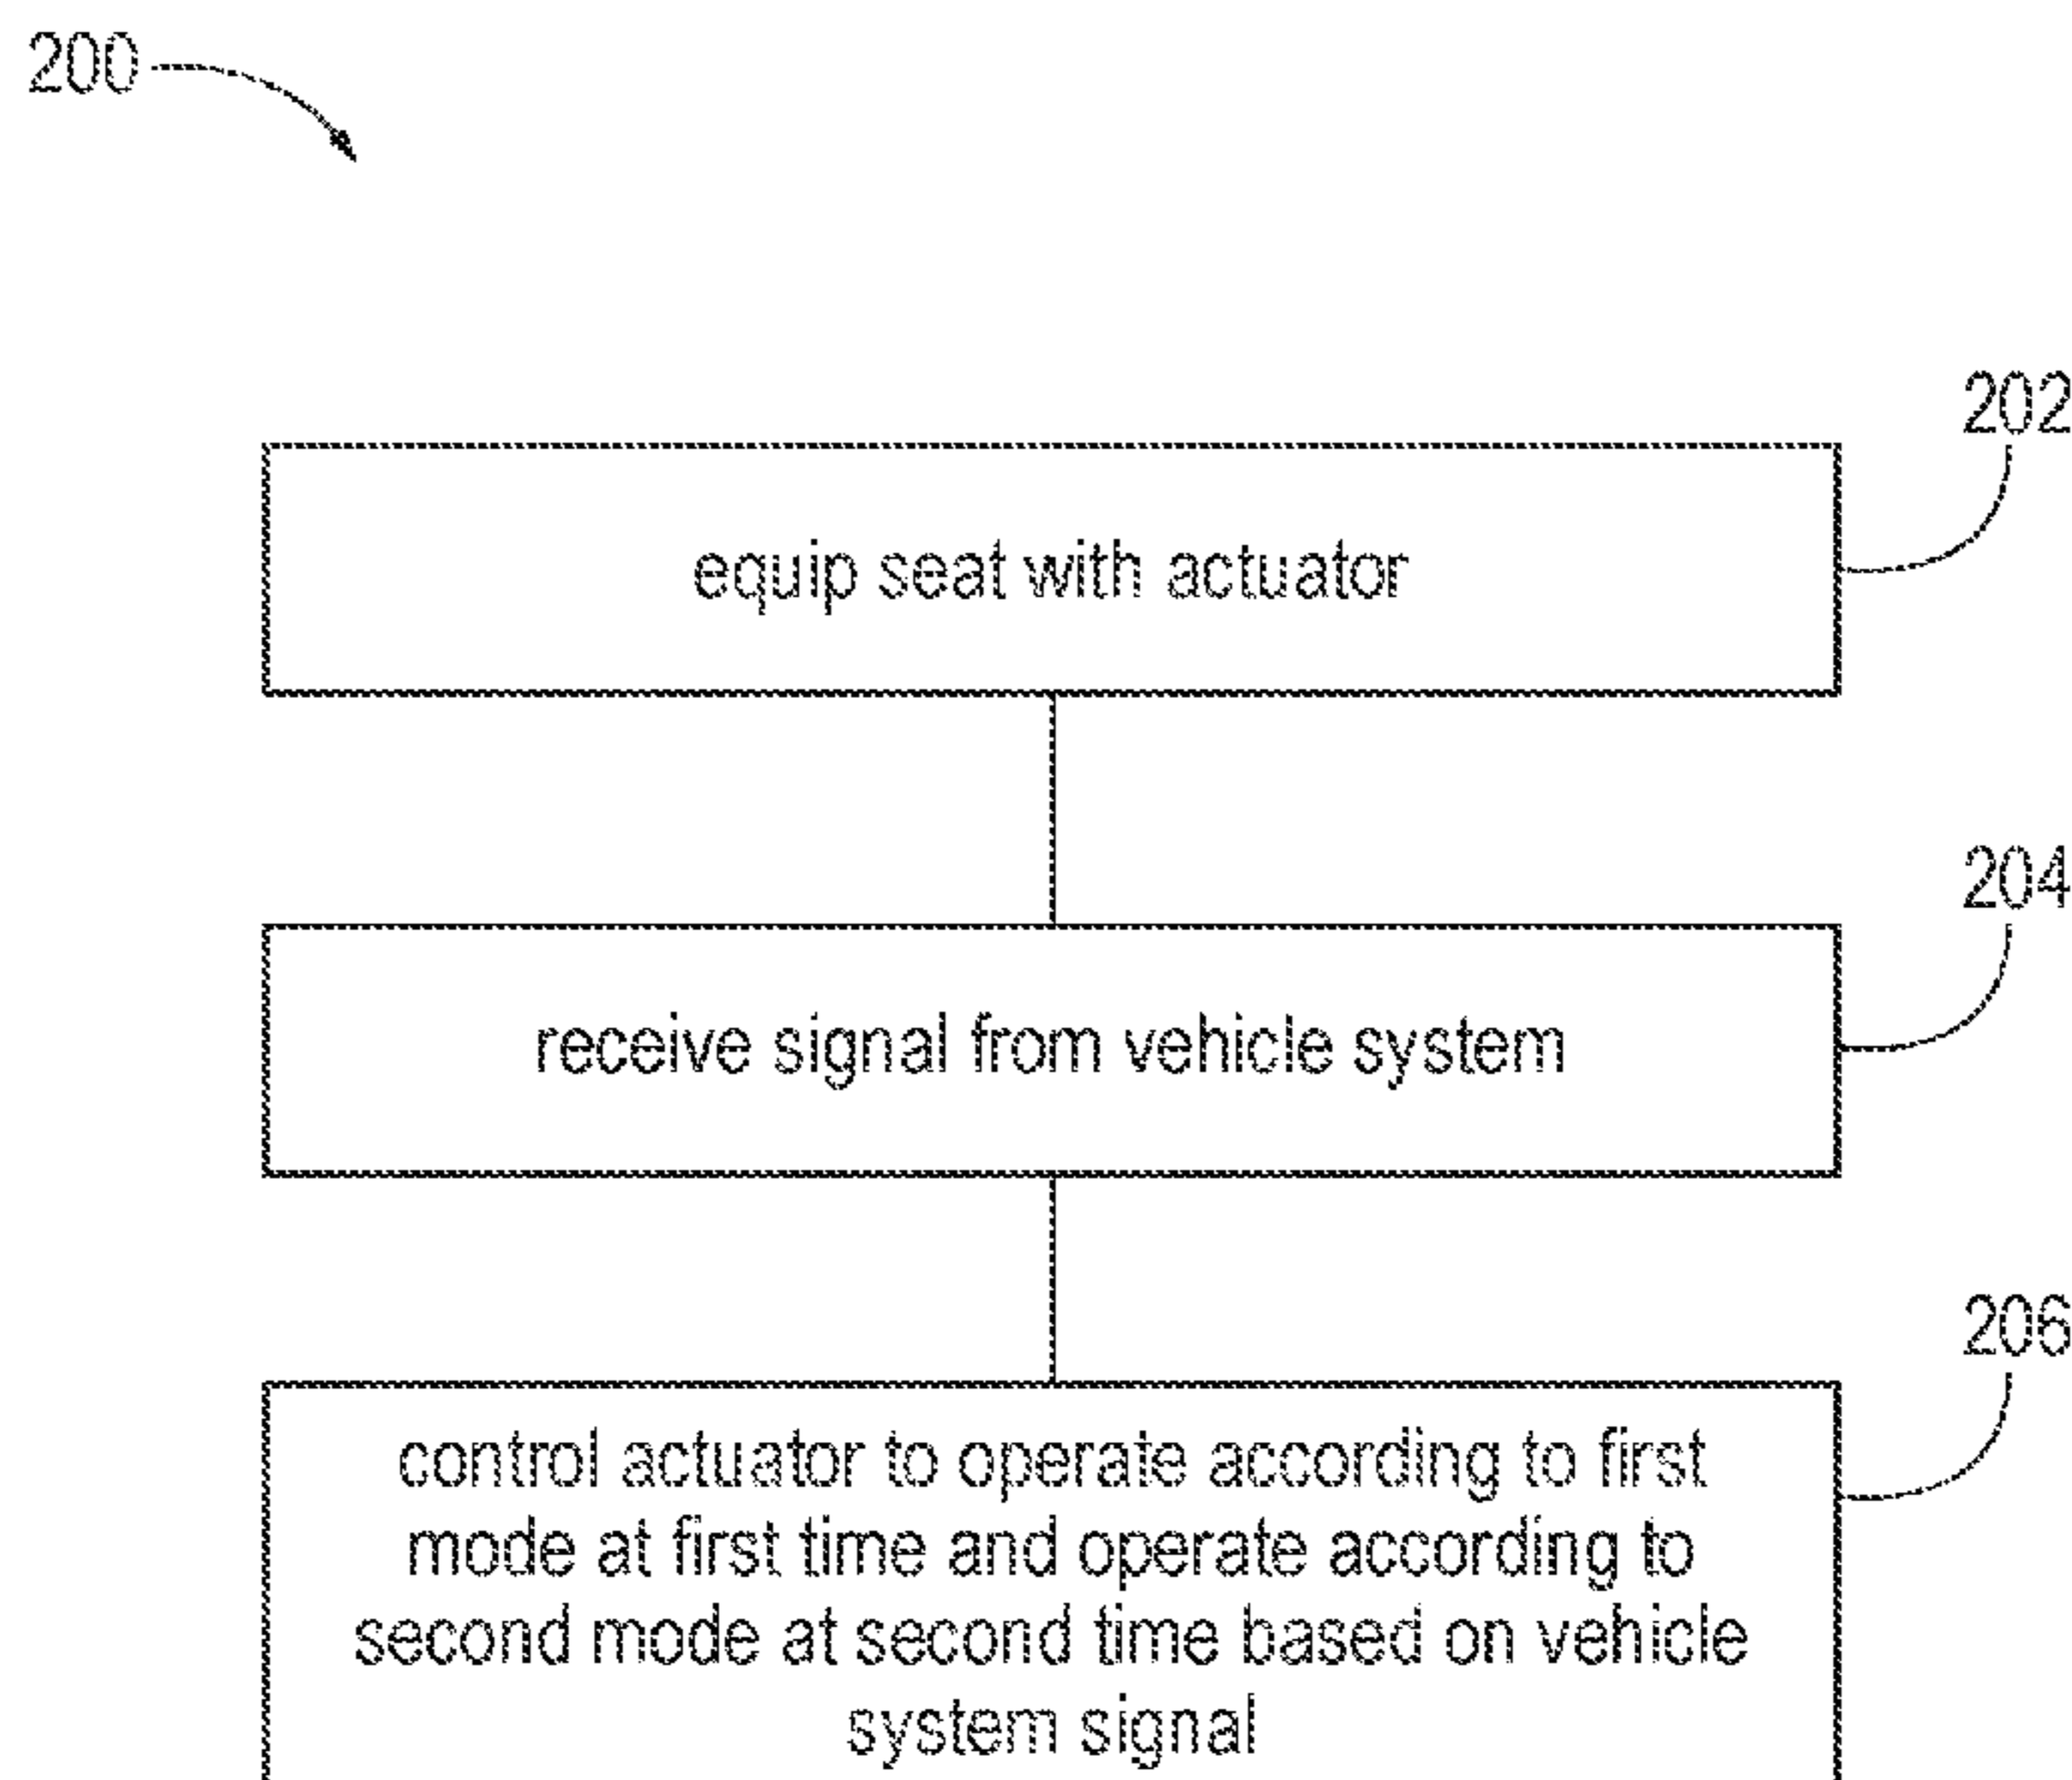 200
202
equip seat with actuator
204
receive signal from vehicle system
206
control actuator to operate according to first
mode at first time and operate according to
second mode at second time based on vehicle
system signal